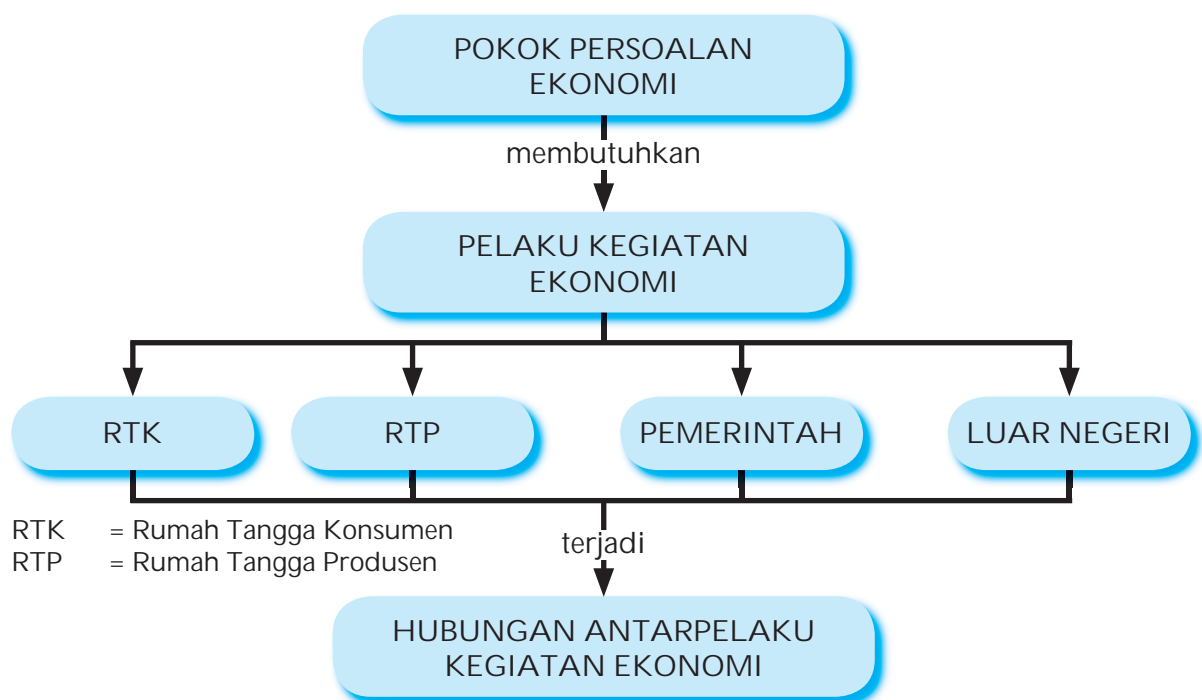 POKOK PERSOALAN
EKONOMI
membutuhkan
PELAKU KEGIATAN
EKONOMI
RTK
RTP
PEMERINTAH
LUAR NEGERI
RTK = Rumah Tangga Konsumen
RTP = Rumah Tangga Produsen
terjadi
HUBUNGAN ANTARPELAKU
KEGIATAN EKONOMI